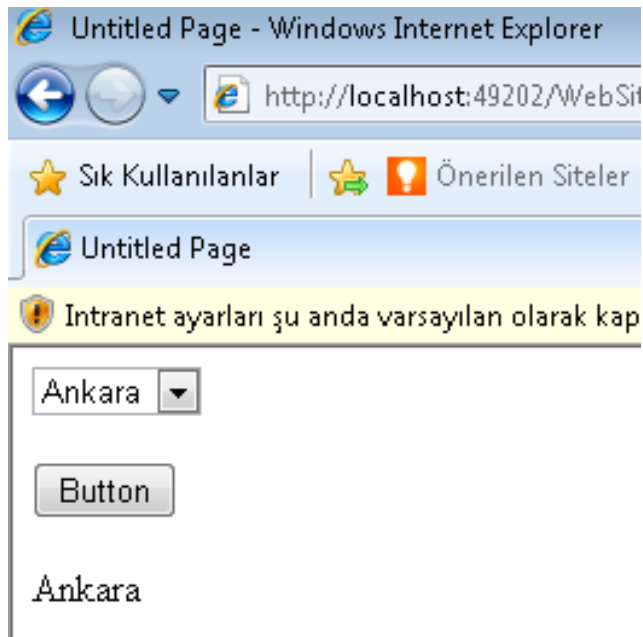 Untitled Page - Windows Internet Explorer
http://localhost:49202/WebSit
Sık Kullanılanlar Önerilen Siteler
Untitled Page
Intranet ayarları şu anda varsayılan olarak kap
Ankara
Button
Ankara